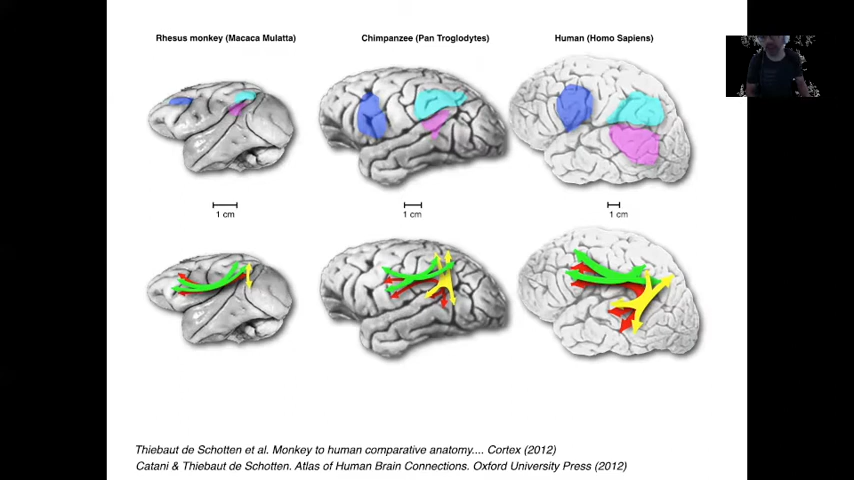 Rhesus monkey (Macaca Mulatta)
Chimpanzee (Pan Troglodytes)
Human (Homo Sapiens)
1 cm
1 cm
1 cm
Thiebaut de Schotten et al. Monkey to human comparative anatomy.... Cortex (2012)
Catani & Thiebaut de Schotten. Atlas of Human Brain Connections. Oxford University Press (2012)